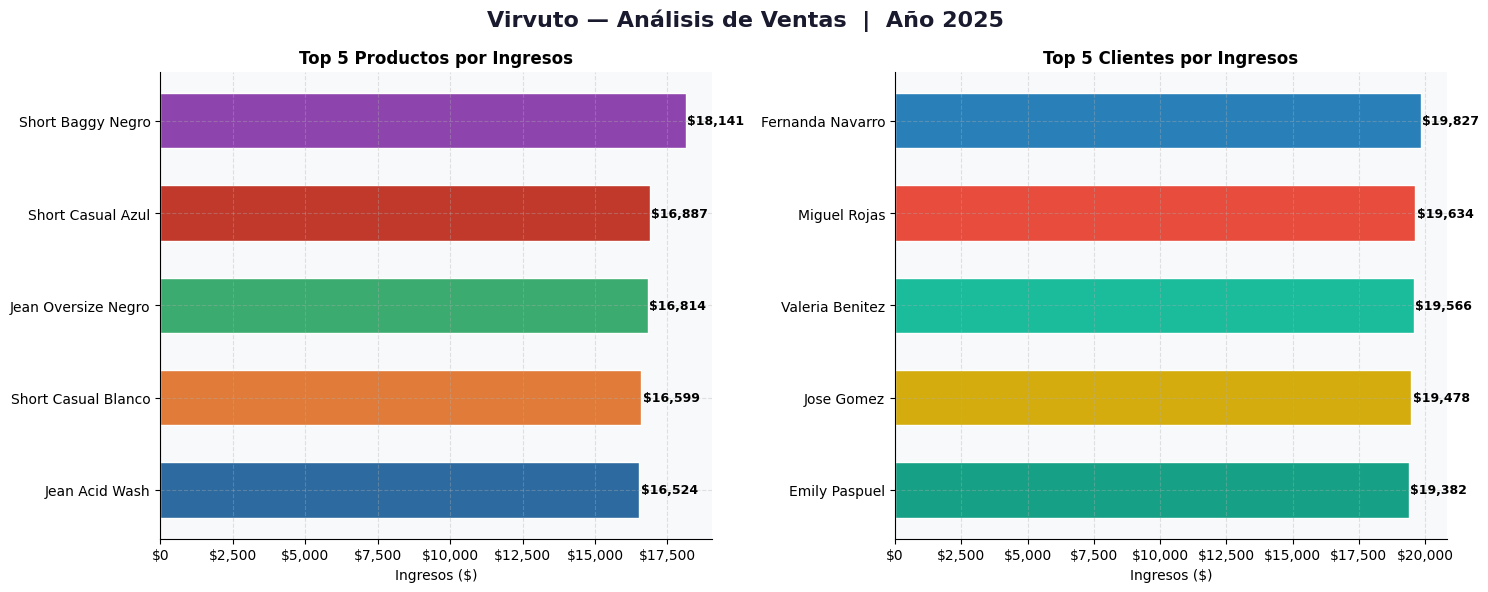 Virvuto — Análisis de Ventas | Año 2025
Top 5 Productos por Ingresos
Short Baggy Negro $18,141
Short Casual Azul $16,887
Jean Oversize Negro $16,814
Short Casual Blanco $16,599
Jean Acid Wash $16,524
$0 $2,500 $5,000 $7,500 $10,000 $12,500 $15,000 $17,500
Ingresos ($)
Top 5 Clientes por Ingresos
Fernanda Navarro $19,827
Miguel Rojas $19,634
Valeria Benitez $19,566
Jose Gomez $19,478
Emily Paspuel $19,382
$0 $2,500 $5,000 $7,500 $10,000 $12,500 $15,000 $17,500 $20,000
Ingresos ($)